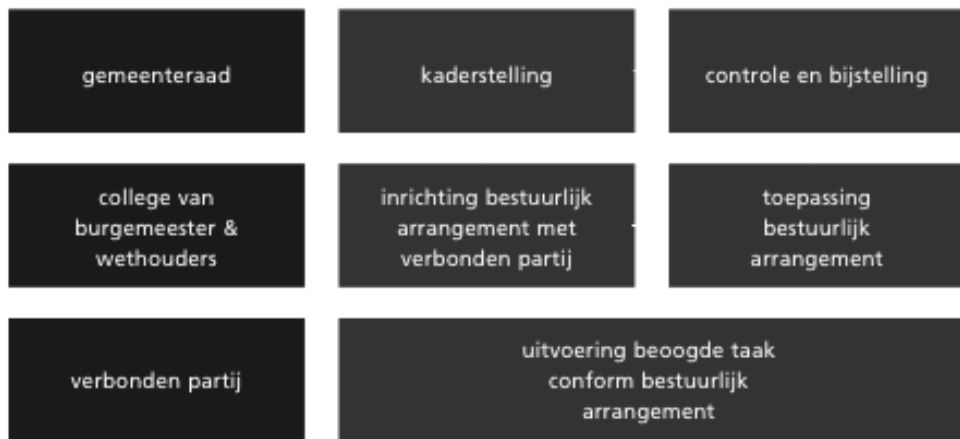 gemeenteraad
kaderstelling
controle en bijstelling
college van
burgemeester &
wethouders
inrichting bestuurlijk
arrangement met
verbonden partij
toepassing
bestuurlijk
arrangement
verbonden partij
uitvoering beoogde taak
conform bestuurlijk
arrangement